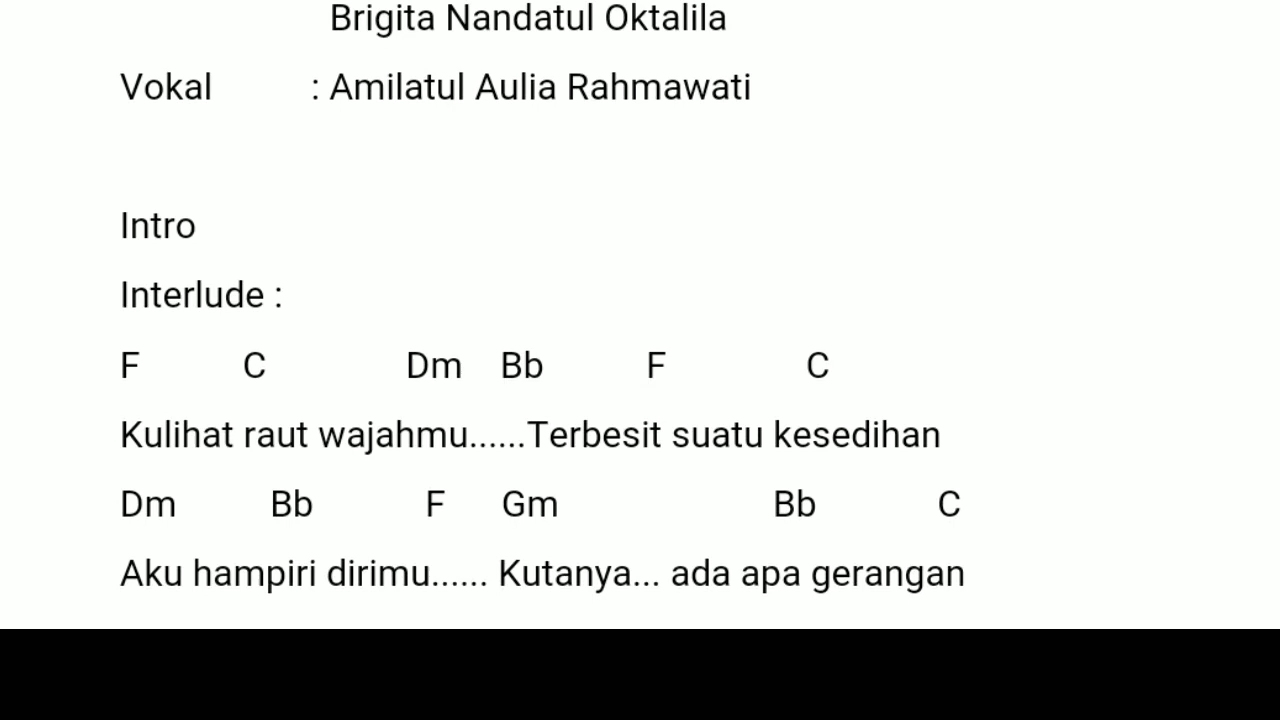 Brigita Nandatul Oktalila
Vokal : Amilatul Aulia Rahmawati
Intro
Interlude :
F C Dm Bb F C
Kulihat raut wajahmu......Terbesit suatu kesedihan
Dm Bb F Gm Bb C
Aku hampiri dirimu...... Kutanya... ada apa gerangan